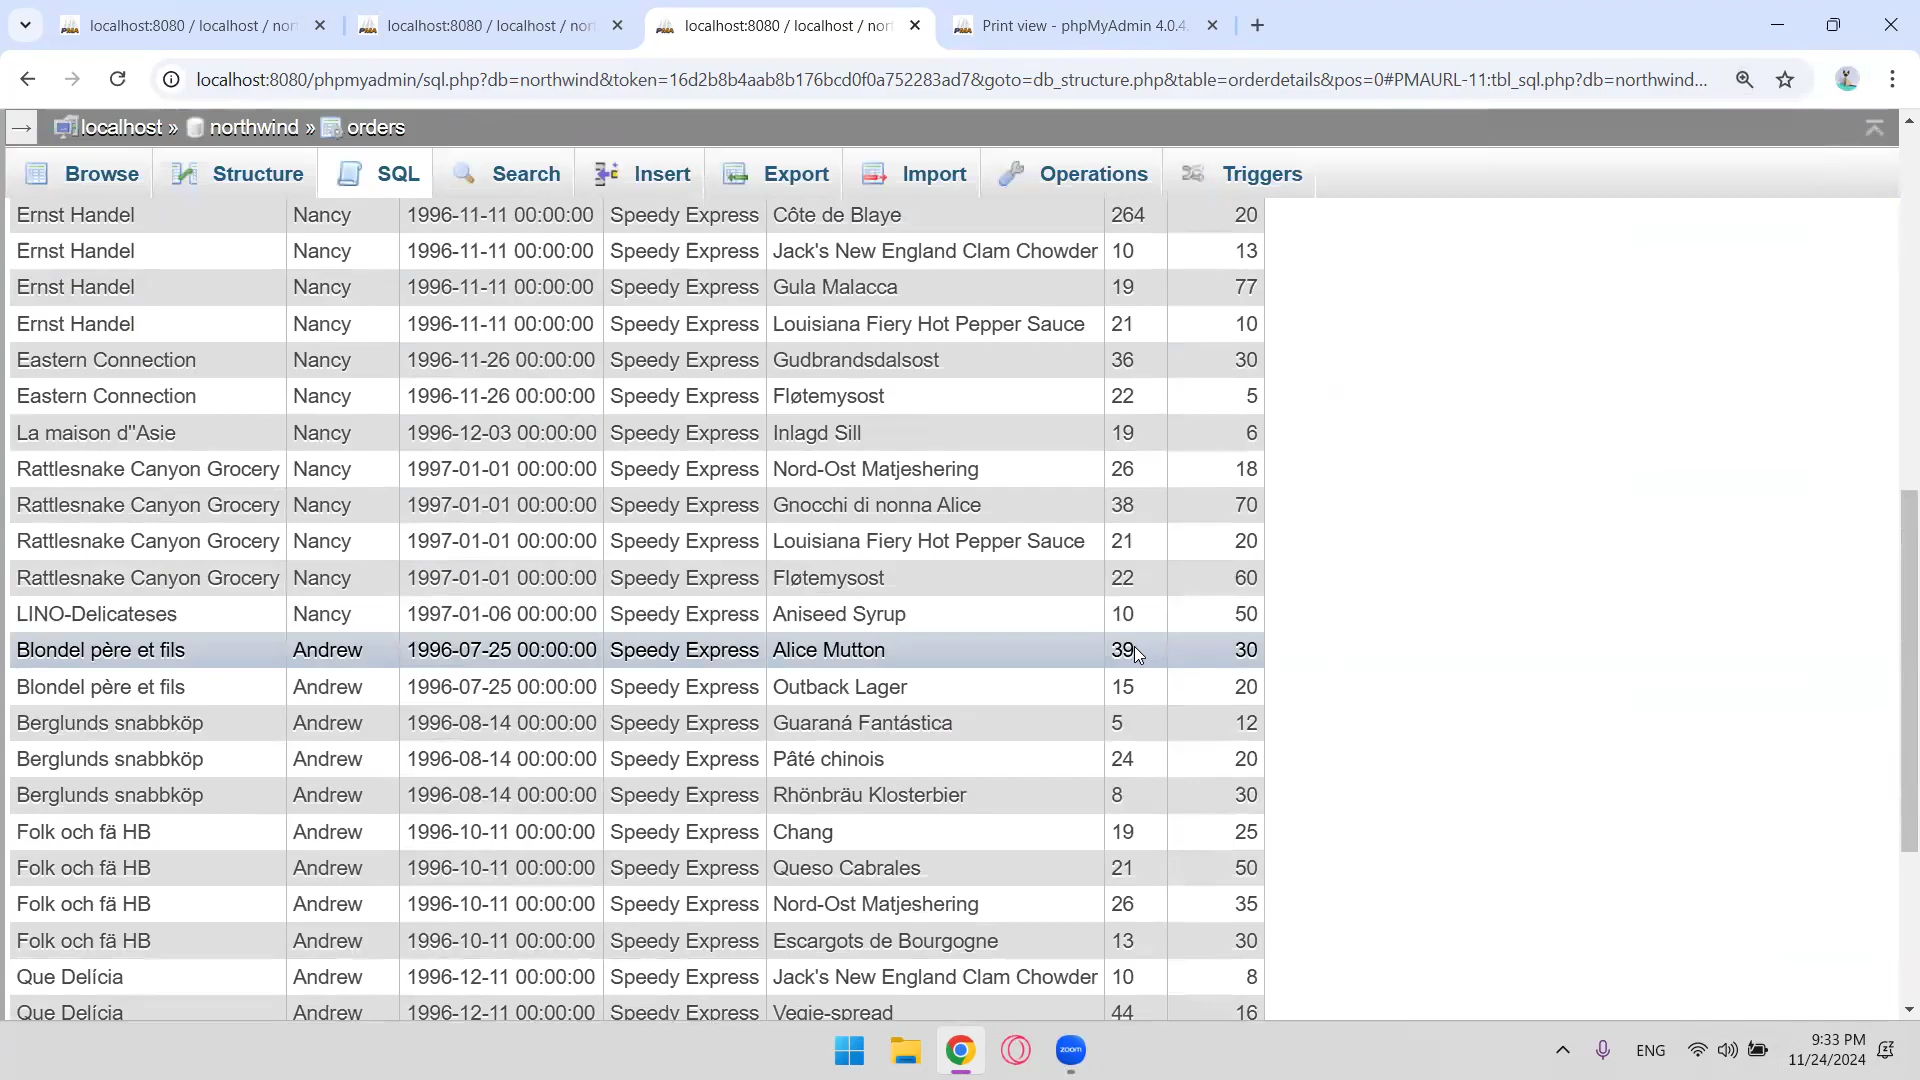 localhost:8080 / localhost / nor
localhost:8080 / localhost / nor
localhost:8080 / localhost / nor
Print view - phpMyAdmin 4.0.4.
localhost:8080/phpmyadmin/sql.php?db=northwind&token=16d2b8b4aab8b176bcd0f0a752283ad7&goto=db_structure.php&table=orderdetails&pos=0#PMAURL-11:tbl_sql.php?db=northwind...
localhost » northwind » orders
Browse Structure SQL Search Insert Export Import Operations Triggers
Ernst Handel Nancy 1996-11-11 00:00:00 Speedy Express Côte de Blaye 264 20
Ernst Handel Nancy 1996-11-11 00:00:00 Speedy Express Jack's New England Clam Chowder 10 13
Ernst Handel Nancy 1996-11-11 00:00:00 Speedy Express Gula Malacca 19 77
Ernst Handel Nancy 1996-11-11 00:00:00 Speedy Express Louisiana Fiery Hot Pepper Sauce 21 10
Eastern Connection Nancy 1996-11-26 00:00:00 Speedy Express Gudbrandsdalsost 36 30
Eastern Connection Nancy 1996-11-26 00:00:00 Speedy Express Fløtemysost 22 5
La maison d''Asie Nancy 1996-12-03 00:00:00 Speedy Express Inlagd Sill 19 6
Rattlesnake Canyon Grocery Nancy 1997-01-01 00:00:00 Speedy Express Nord-Ost Matjeshering 26 18
Rattlesnake Canyon Grocery Nancy 1997-01-01 00:00:00 Speedy Express Gnocchi di nonna Alice 38 70
Rattlesnake Canyon Grocery Nancy 1997-01-01 00:00:00 Speedy Express Louisiana Fiery Hot Pepper Sauce 21 20
Rattlesnake Canyon Grocery Nancy 1997-01-01 00:00:00 Speedy Express Fløtemysost 22 60
LINO-Delicateses Nancy 1997-01-06 00:00:00 Speedy Express Aniseed Syrup 10 50
Blondel père et fils Andrew 1996-07-25 00:00:00 Speedy Express Alice Mutton 39 30
Blondel père et fils Andrew 1996-07-25 00:00:00 Speedy Express Outback Lager 15 20
Berglunds snabbköp Andrew 1996-08-14 00:00:00 Speedy Express Guaraná Fantástica 5 12
Berglunds snabbköp Andrew 1996-08-14 00:00:00 Speedy Express Pâté chinois 24 20
Berglunds snabbköp Andrew 1996-08-14 00:00:00 Speedy Express Rhönbräu Klosterbier 8 30
Folk och fä HB Andrew 1996-10-11 00:00:00 Speedy Express Chang 19 25
Folk och fä HB Andrew 1996-10-11 00:00:00 Speedy Express Queso Cabrales 21 50
Folk och fä HB Andrew 1996-10-11 00:00:00 Speedy Express Nord-Ost Matjeshering 26 35
Folk och fä HB Andrew 1996-10-11 00:00:00 Speedy Express Escargots de Bourgogne 13 30
Que Delícia Andrew 1996-12-11 00:00:00 Speedy Express Jack's New England Clam Chowder 10 8
Que Delícia Andrew 1996-12-11 00:00:00 Speedy Express Vegie-spread 44 16
zoom
ENG
9:33 PM
11/24/2024